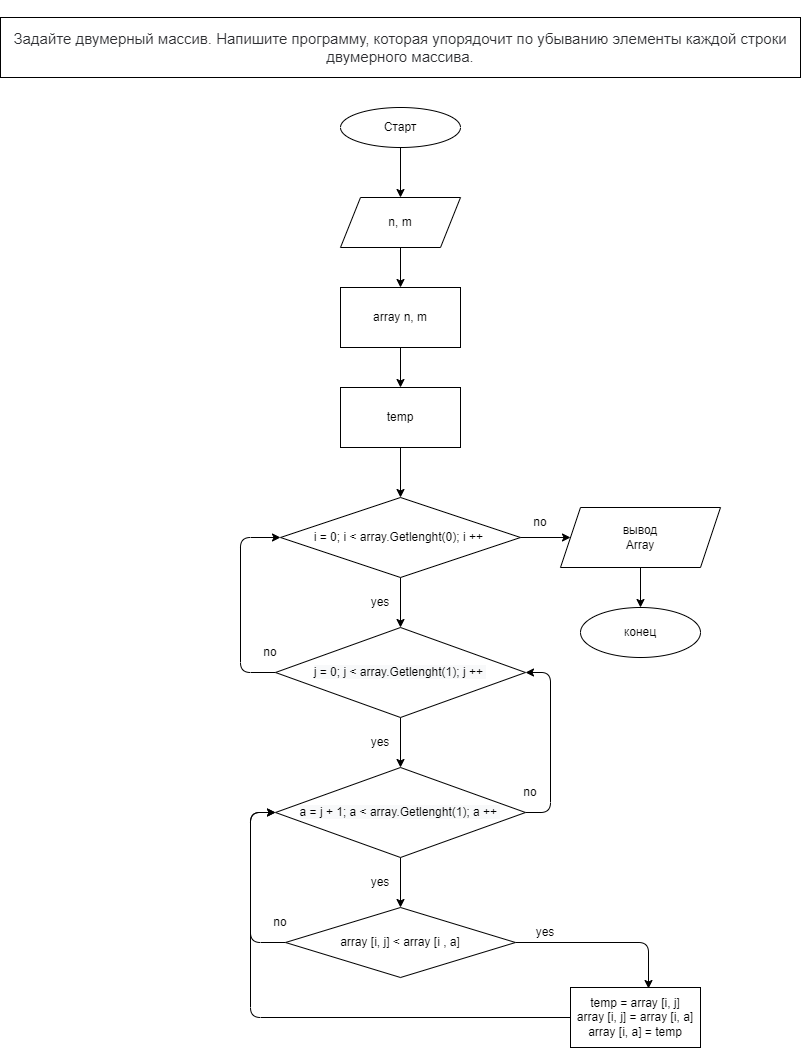 Задайте двумерный массив. Напишите программу, которая упорядочит по убыванию элементы каждой строки
двумерного массива.
Старт
n, m
array n, m
temp
i = 0; i < array.Getlenght(0); i ++
no
вывод
Array
конец
yes
no
j = 0; j < array.Getlenght(1); j ++
yes
no
a = j + 1; a < array.Getlenght(1); a ++
yes
no
array [i, j] < array [i , a]
yes
temp = array [i, j]
array [i, j] = array [i, a]
array [i, a] = temp